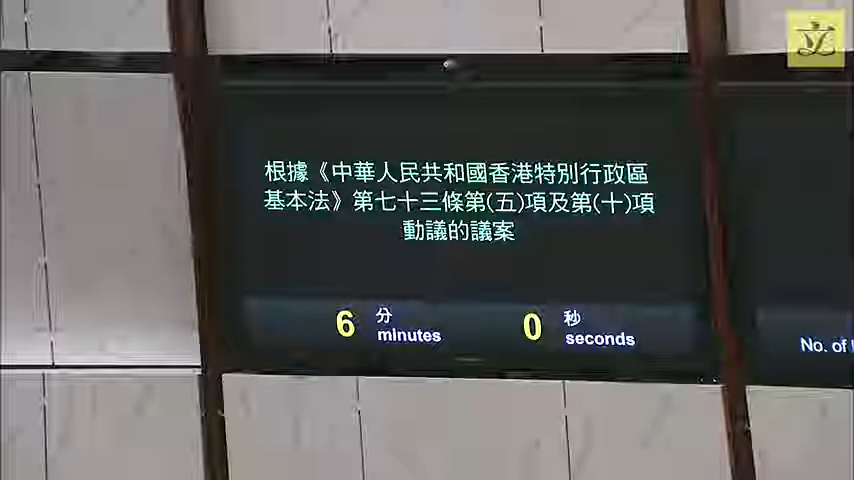 根據《中華人民共和國香港特別行政區
基本法》第七十三條第(五)項及第(十)項
動議的議案
6 分 minutes 0 秒 seconds
No. of